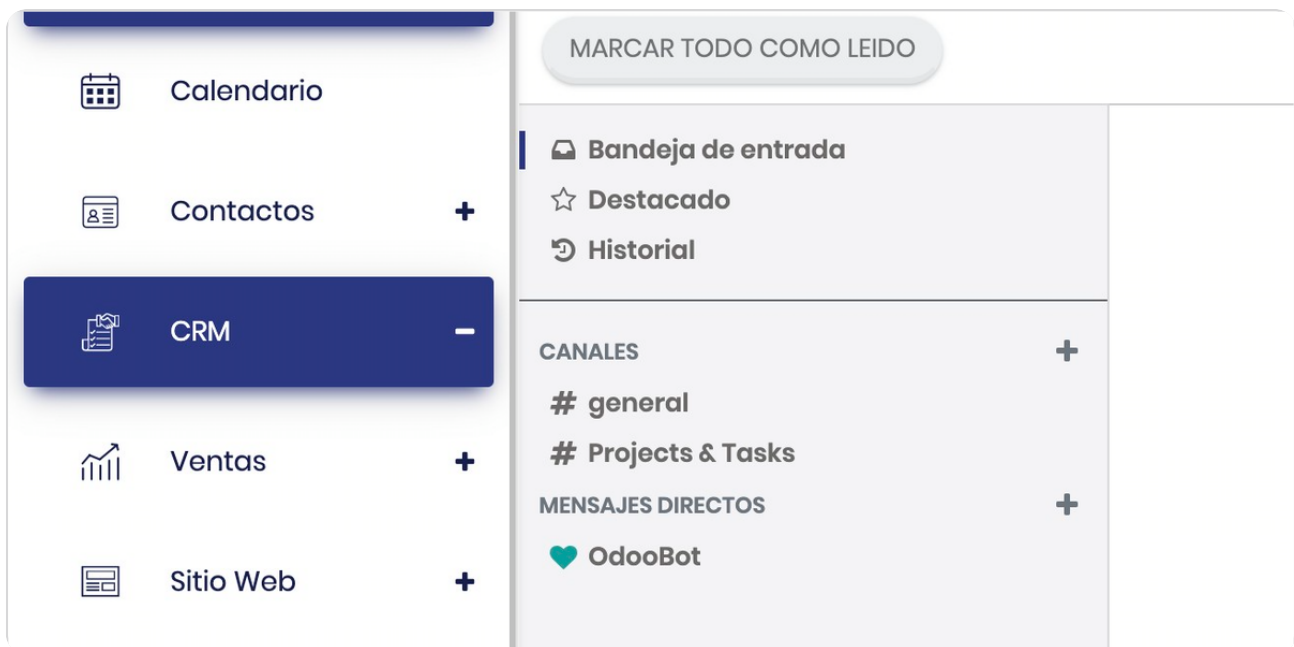 Calendario
Contactos
CRM
Ventas
Sitio Web
MARCAR TODO COMO LEIDO
Bandeja de entrada
Destacado
Historial
CANALES
# general
# Projects & Tasks
MENSAJES DIRECTOS
OdooBot